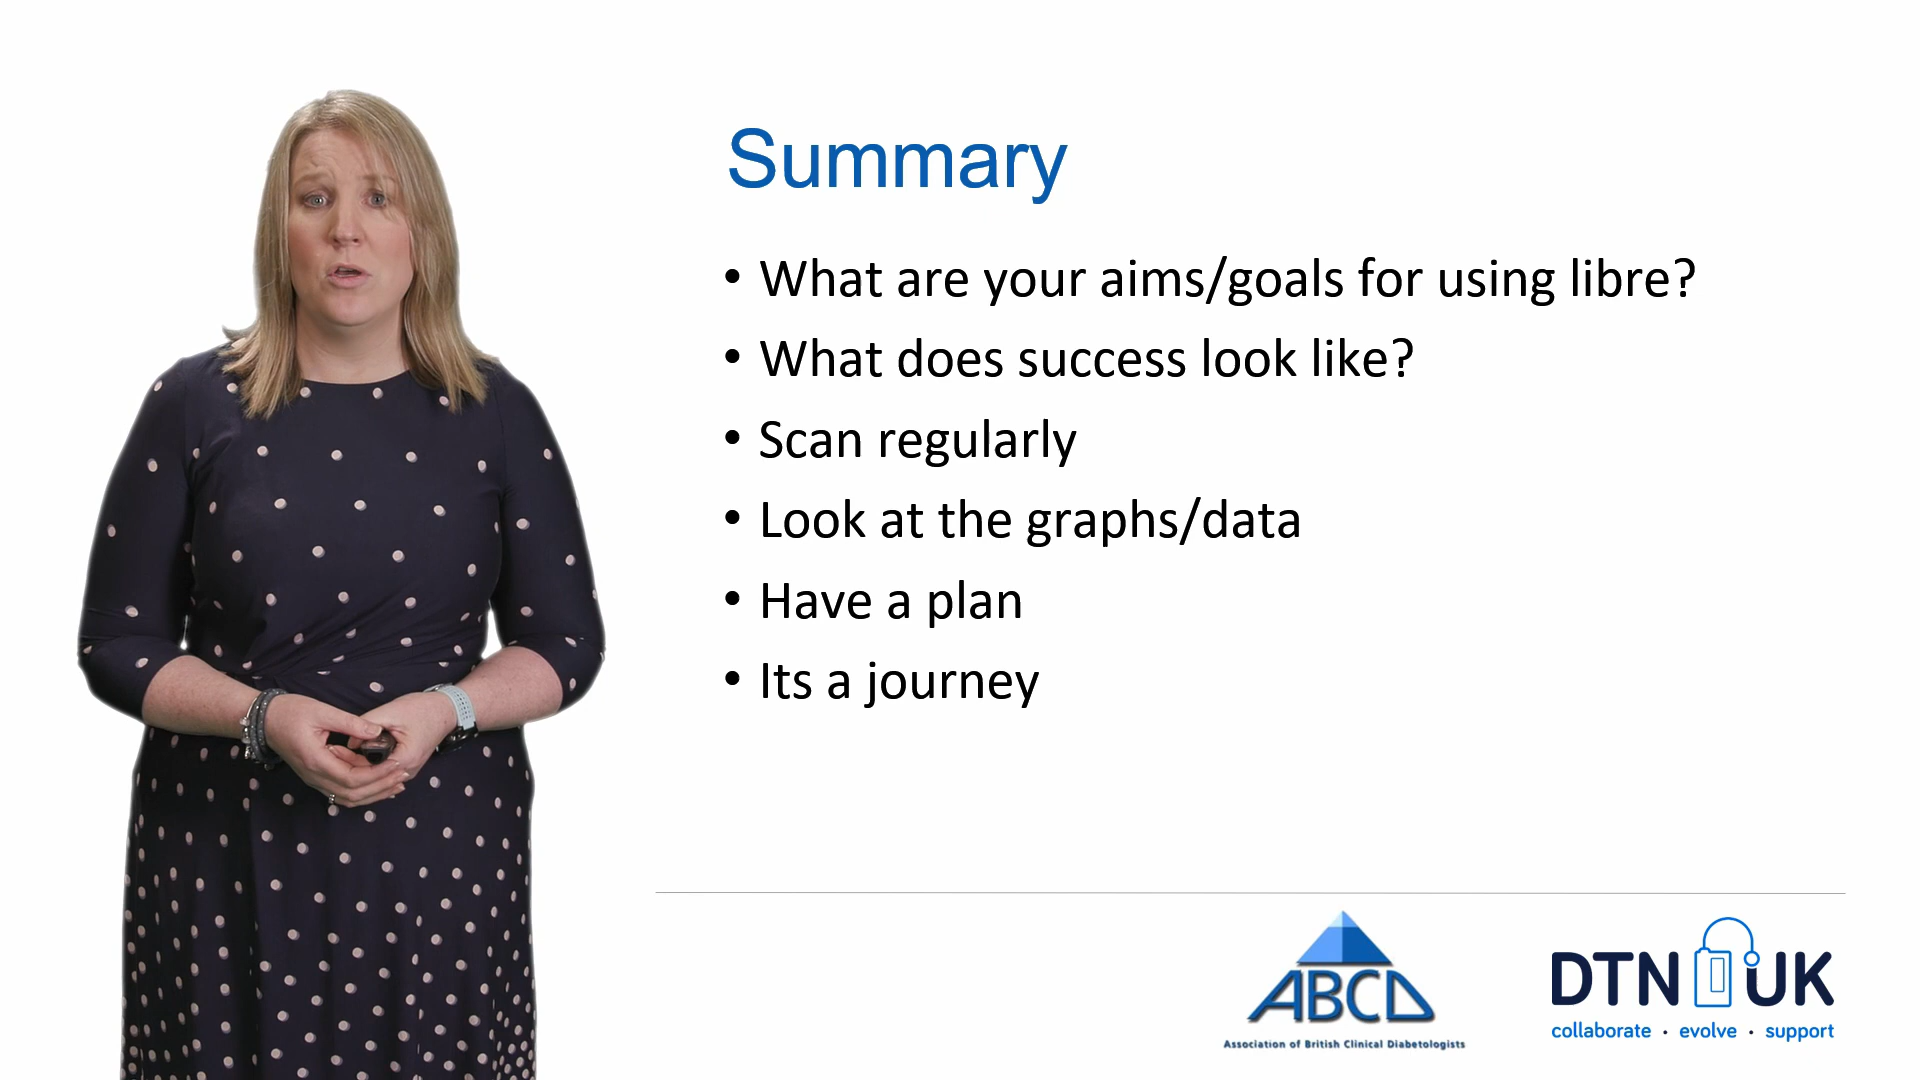 Summary
• What are your aims/goals for using libre?
• What does success look like?
• Scan regularly
• Look at the graphs/data
• Have a plan
• Its a journey
ABCD
Association of British Clinical Diabetologists
DTN UK
collaborate · evolve · support